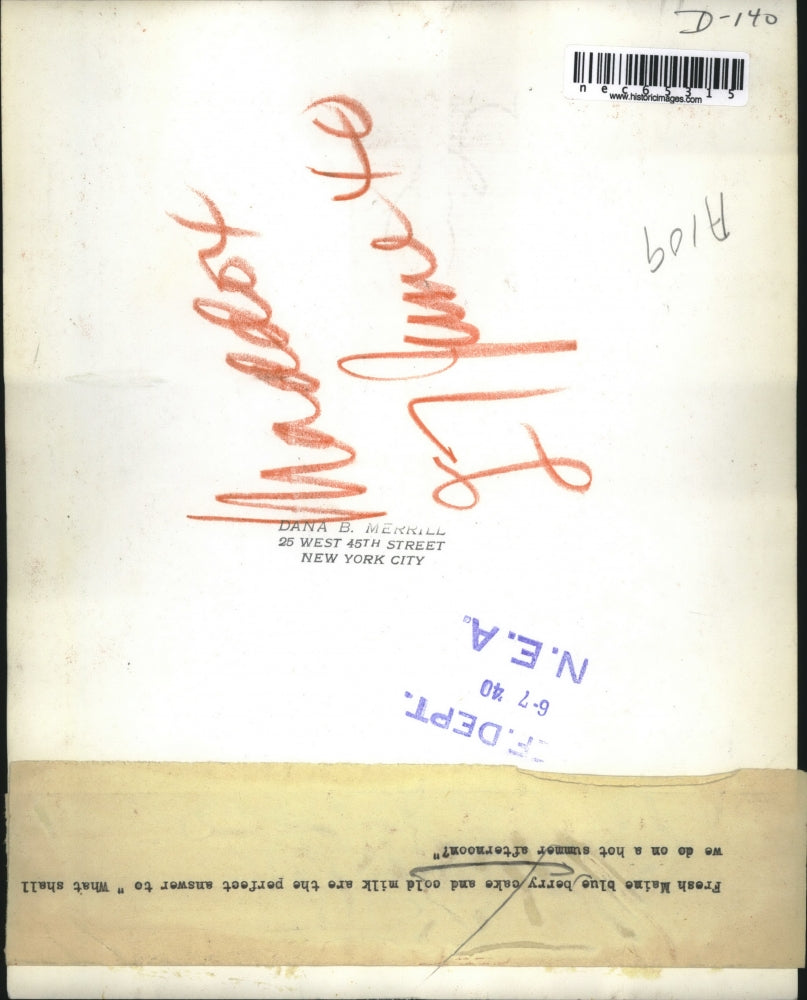 D-140
nec65315
www.historicimages.com
A109
DANA B. MERRILL
25 WEST 45TH STREET
NEW YORK CITY
N.E.A.
6-7 '40
F. DEPT.
Fresh Maine blue berry cake and cold milk are the perfect answer to " What shall
we do on a hot summer afternoon?"